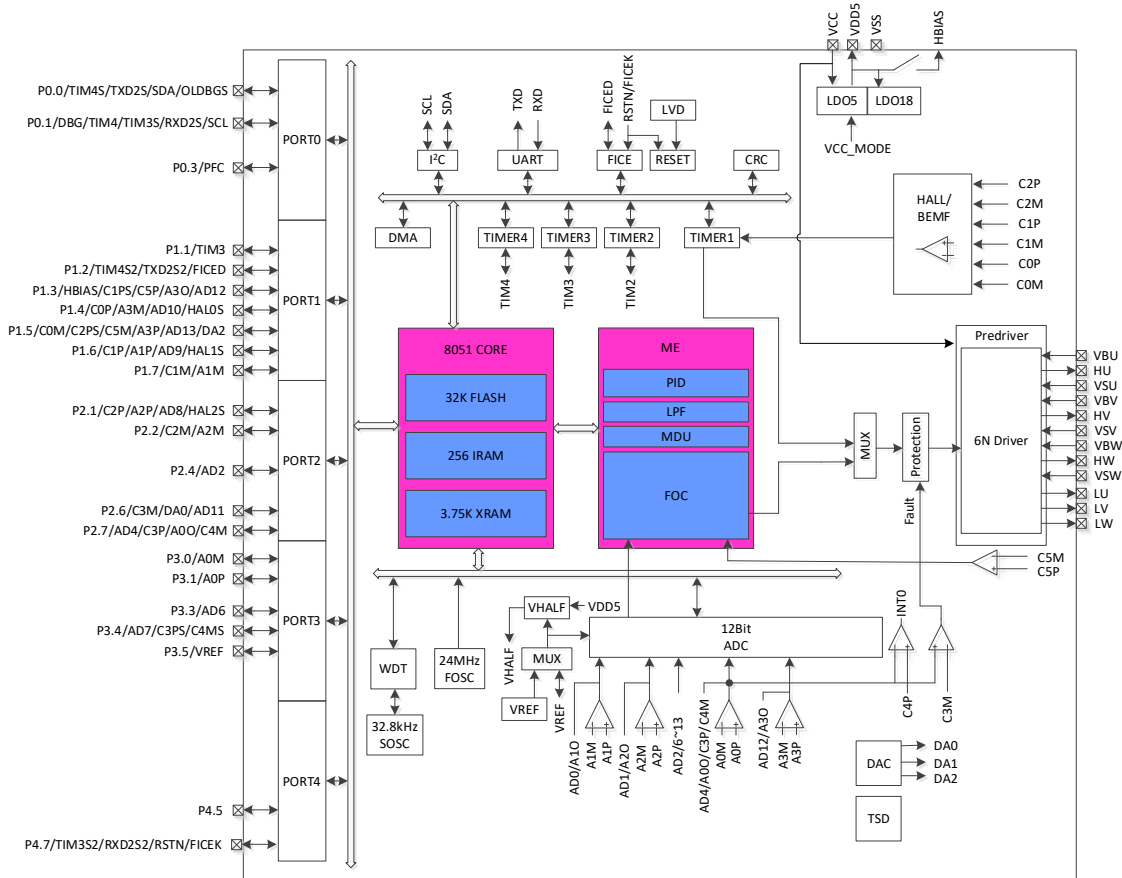 VCC
VDD5
VSS
HBIAS
P0.0/TIM4S/TXD2S/SDA/OLDBGS
P0.1/DBG/TIM4/TIM3S/RXD2S/SCL
P0.3/PFC
PORT0
P1.1/TIM3
P1.2/TIM4S2/TXD2S2/FICED
P1.3/HBIAS/C1PS/C5P/A3O/AD12
P1.4/C0P/A3M/AD10/HAL0S
P1.5/C0M/C2PS/C5M/A3P/AD13/DA2
P1.6/C1P/A1P/AD9/HAL1S
P1.7/C1M/A1M
PORT1
P2.1/C2P/A2P/AD8/HAL2S
P2.2/C2M/A2M
P2.4/AD2
P2.6/C3M/DA0/AD11
P2.7/AD4/C3P/A0O/C4M
PORT2
P3.0/A0M
P3.1/A0P
P3.3/AD6
P3.4/AD7/C3PS/C4MS
P3.5/VREF
PORT3
P4.5
P4.7/TIM3S2/RXD2S2/RSTN/FICEK
PORT4
SCL
SDA
TXD
RXD
FICED
RSTN/FICEK
LVD
I²C
UART
FICE
RESET
CRC
LDO5
LDO18
VCC_MODE
DMA
TIMER4
TIMER3
TIMER2
TIMER1
TIM4
TIM3
TIM2
HALL/
BEMF
C2P
C2M
C1P
C1M
C0P
C0M
8051 CORE
32K FLASH
256 IRAM
3.75K XRAM
ME
PID
LPF
MDU
FOC
MUX
Protection
Fault
Predriver
6N Driver
VBU
HU
VSU
VBV
HV
VSV
VBW
HW
VSW
LU
LV
LW
C5M
C5P
WDT
32.8kHz
SOSC
24MHz
FOSC
VHALF
VDD5
VHALF
MUX
VREF
VREF
12Bit
ADC
AD0/A1O
A1M
A1P
AD1/A2O
A2M
A2P
AD2/6~13
AD4/A0O/C3P/C4M
A0M
A0P
AD12/A3O
A3M
A3P
INT0
C4P
C3M
DAC
DA0
DA1
DA2
TSD